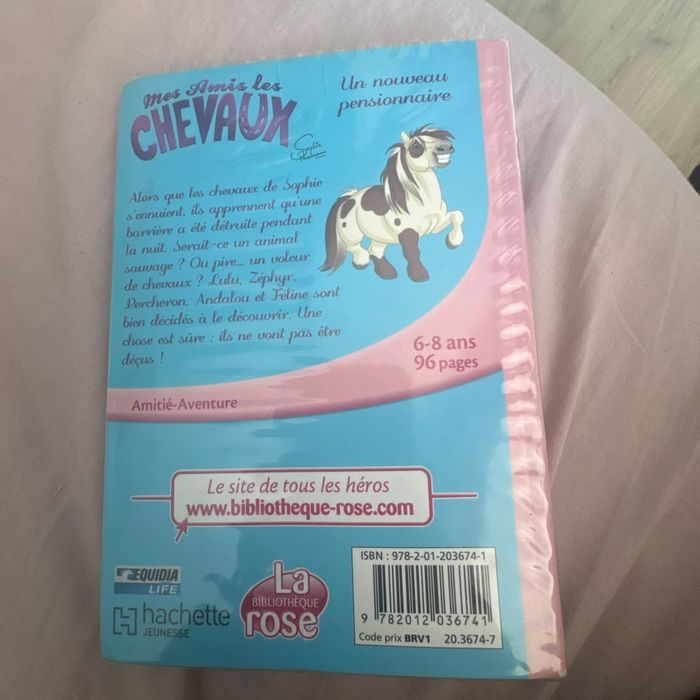 Mes Amis les
CHEVAUX
Un nouveau
pensionnaire
Alors que les chevaux de Sophie
s'ennuient, ils apprennent qu'une
barrière a été détruite pendant
la nuit. Serait-ce un animal
sauvage ? Ou pire... un voleur
de chevaux ? Lulu, Zéphyr,
Percheron, Andalou et Féline sont
bien décidés à le découvrir. Une
chose est sûre : ils ne vont pas être
déçus !
6-8 ans
96 pages
Amitié-Aventure
Le site de tous les héros
www.bibliotheque-rose.com
EQUIDIA
LIFE
hachette
JEUNESSE
La
BIBLIOTHÈQUE
rose
ISBN : 978-2-01-203674-1
9 782012 036741
Code prix BRV1 20.3674-7